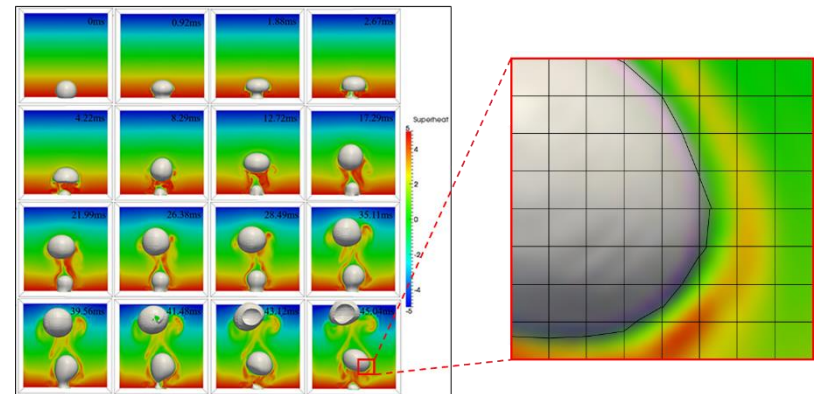 0ms
0.92ms
1.88ms
2.67ms
4.22ms
8.29ms
12.72ms
17.29ms
Superheat
5
4
2
0
-2
-4
-5
21.99ms
26.38ms
28.49ms
35.11ms
39.56ms
41.48ms
43.12ms
45.04ms